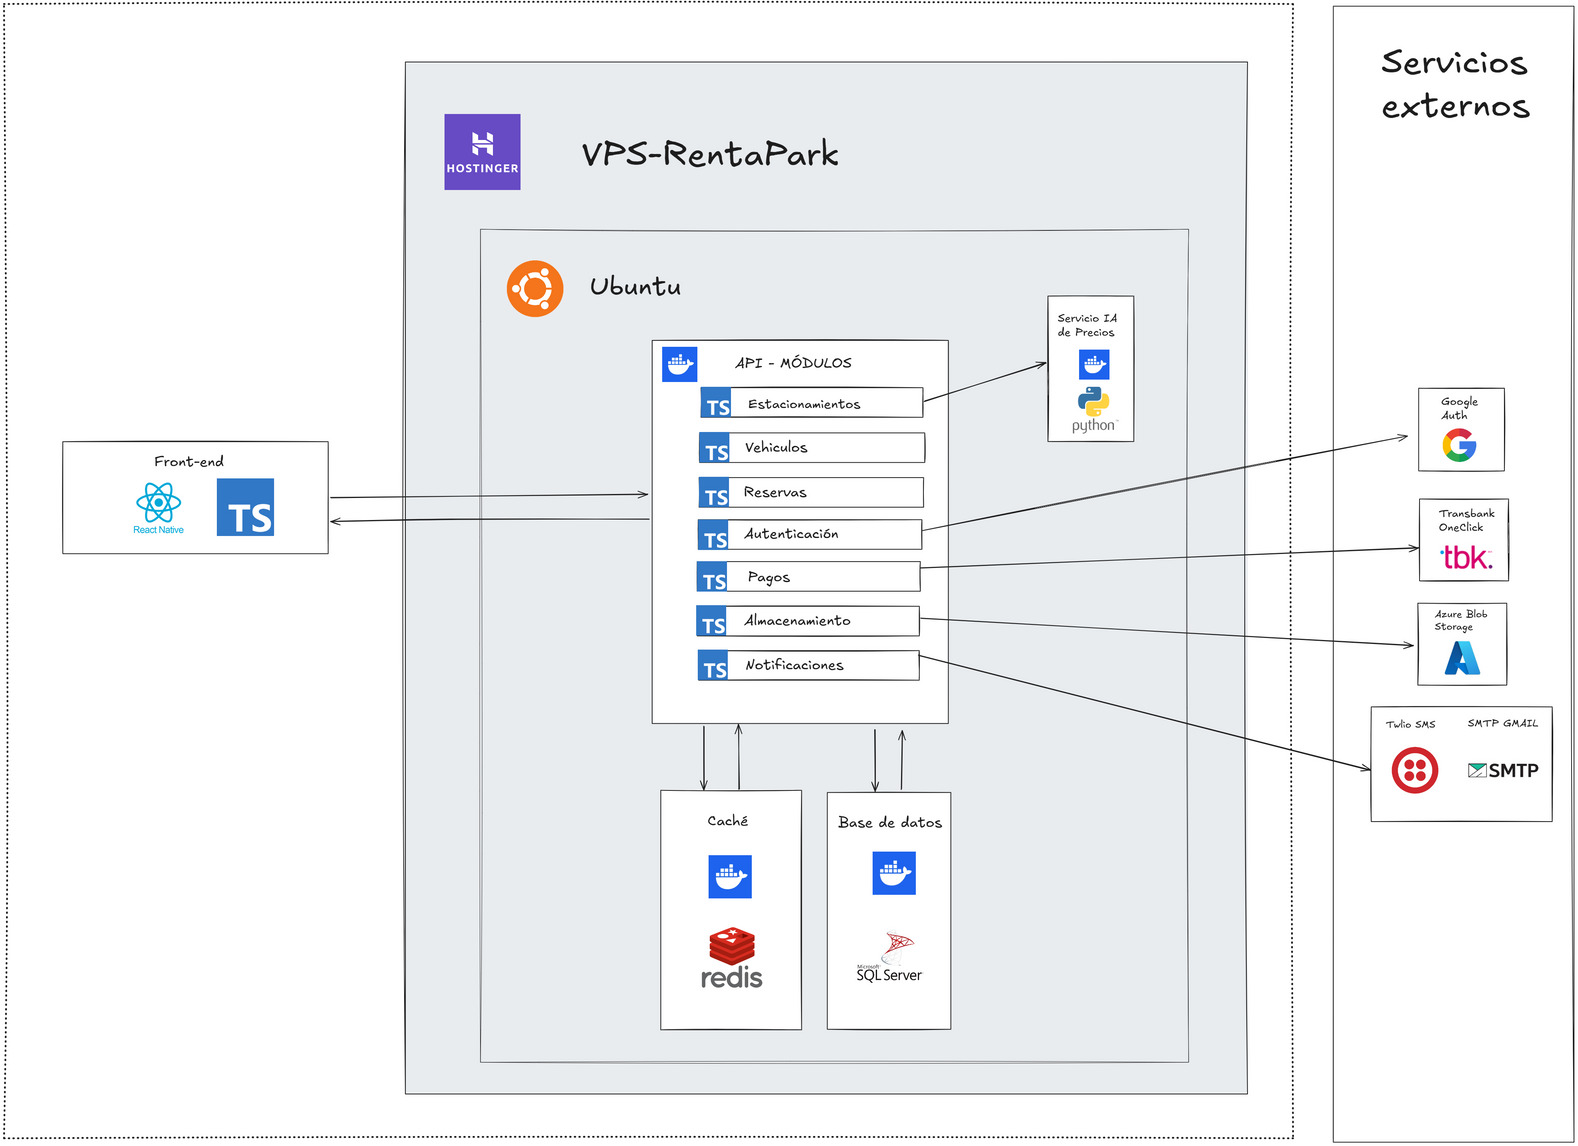 Servicios
externos
HOSTINGER
VPS-RentaPark
Ubuntu
Servicio IA
de Precios
python
API - MÓDULOS
TS
Estacionamientos
TS
Vehiculos
TS
Reservas
TS
Autenticación
TS
Pagos
TS
Almacenamiento
TS
Notificaciones
Front-end
React Native
TS
Google
Auth
Transbank
OneClick
tbk.
Azure Blob
Storage
Twlio SMS
SMTP GMAIL
SMTP
Caché
redis
Base de datos
Microsoft
SQL Server